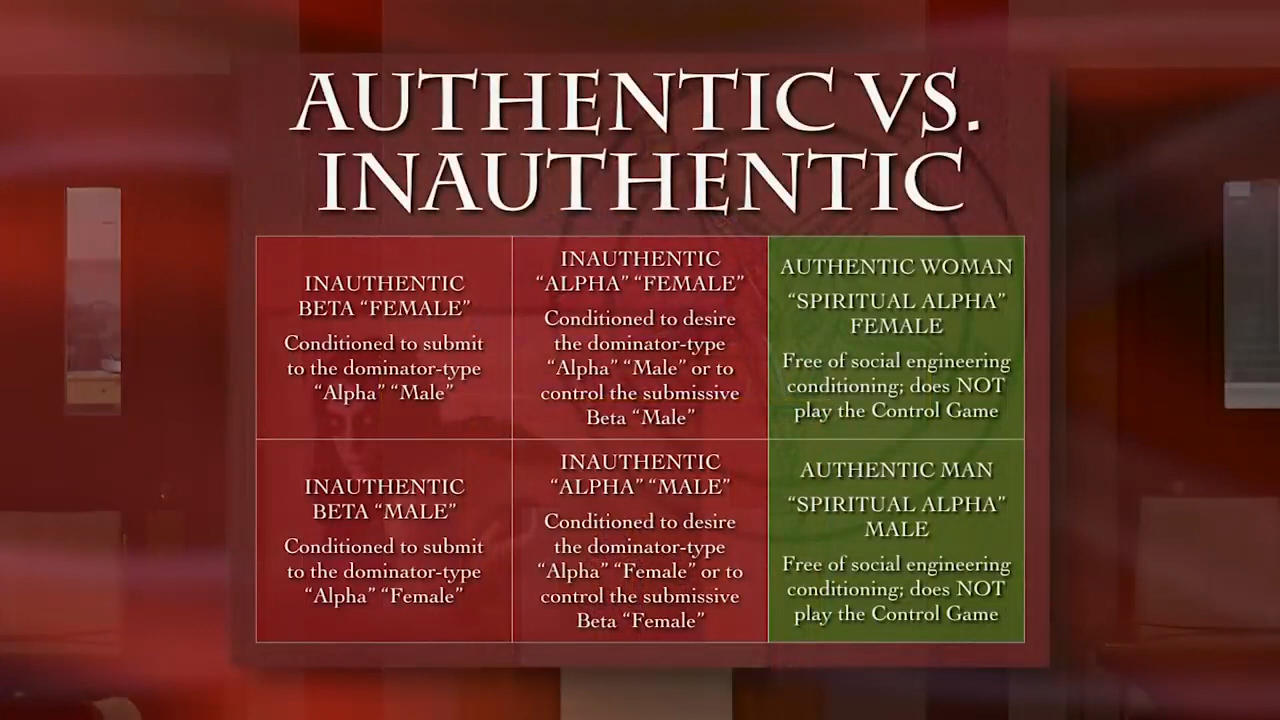 AUTHENTIC VS.
INAUTHENTIC
INAUTHENTIC
BETA “FEMALE”
Conditioned to submit
to the dominator-type
“Alpha” “Male”
INAUTHENTIC
“ALPHA” “FEMALE”
Conditioned to desire
the dominator-type
“Alpha” “Male” or to
control the submissive
Beta “Male”
AUTHENTIC WOMAN
“SPIRITUAL ALPHA”
FEMALE
Free of social engineering
conditioning; does NOT
play the Control Game
INAUTHENTIC
BETA “MALE”
Conditioned to submit
to the dominator-type
“Alpha” “Female”
INAUTHENTIC
“ALPHA” “MALE”
Conditioned to desire
the dominator-type
“Alpha” “Female” or to
control the submissive
Beta “Female”
AUTHENTIC MAN
“SPIRITUAL ALPHA”
MALE
Free of social engineering
conditioning; does NOT
play the Control Game